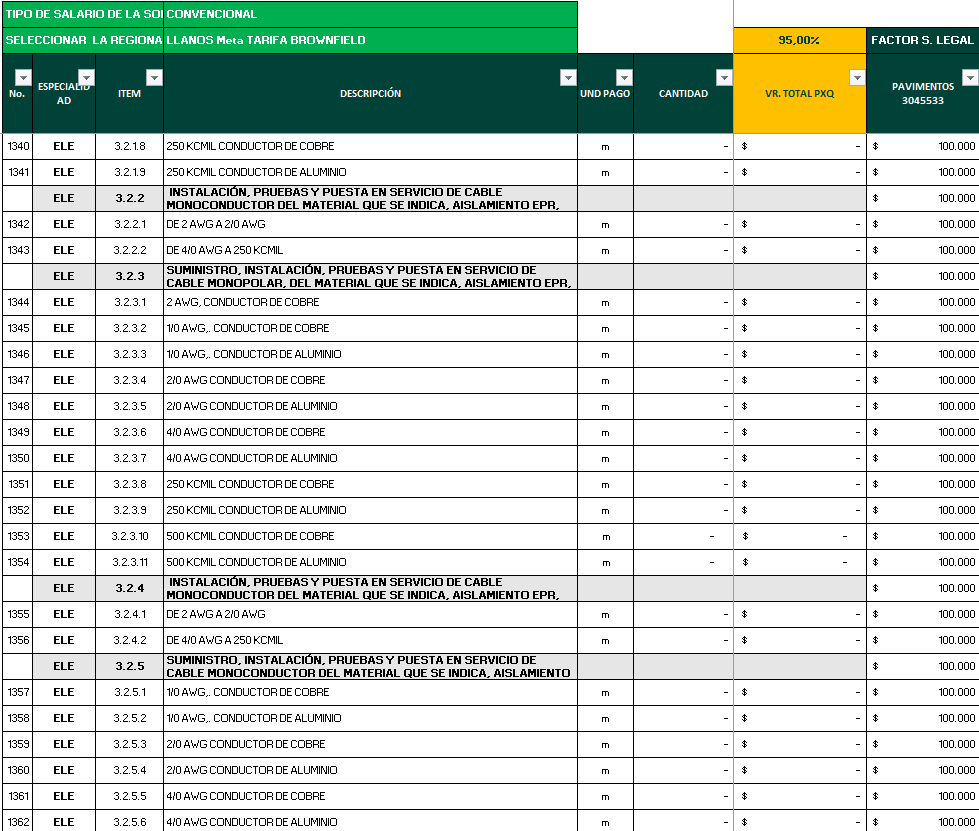 TIPO DE SALARIO DE LA SOI CONVENCIONAL
SELECCIONAR LA REGIONA LLANOS Meta TARIFA BROWNFIELD 95,00% FACTOR S. LEGAL
No. ESPECIALIDAD ITEM DESCRIPCIÓN UND PAGO CANTIDAD VR. TOTAL PXQ PAVIMENTOS 3045533
1340 ELE 3.2.1.8 250 KCMIL CONDUCTOR DE COBRE m - $ - $ 100.000
1341 ELE 3.2.1.9 250 KCMIL CONDUCTOR DE ALUMINIO m - $ - $ 100.000
ELE 3.2.2 INSTALACIÓN, PRUEBAS Y PUESTA EN SERVICIO DE CABLE
MONOCONDUCTOR DEL MATERIAL QUE SE INDICA, AISLAMIENTO EPR, $ 100.000
1342 ELE 3.2.2.1 DE 2 AWG A 2/0 AWG m - $ - $ 100.000
1343 ELE 3.2.2.2 DE 4/0 AWG A 250 KCMIL m - $ - $ 100.000
ELE 3.2.3 SUMINISTRO, INSTALACIÓN, PRUEBAS Y PUESTA EN SERVICIO DE
CABLE MONOPOLAR, DEL MATERIAL QUE SE INDICA, AISLAMIENTO EPR, $ 100.000
1344 ELE 3.2.3.1 2 AWG, CONDUCTOR DE COBRE m - $ - $ 100.000
1345 ELE 3.2.3.2 1/0 AWG,. CONDUCTOR DE COBRE m - $ - $ 100.000
1346 ELE 3.2.3.3 1/0 AWG,. CONDUCTOR DE ALUMINIO m - $ - $ 100.000
1347 ELE 3.2.3.4 2/0 AWG CONDUCTOR DE COBRE m - $ - $ 100.000
1348 ELE 3.2.3.5 2/0 AWG CONDUCTOR DE ALUMINIO m - $ - $ 100.000
1349 ELE 3.2.3.6 4/0 AWG CONDUCTOR DE COBRE m - $ - $ 100.000
1350 ELE 3.2.3.7 4/0 AWG CONDUCTOR DE ALUMINIO m - $ - $ 100.000
1351 ELE 3.2.3.8 250 KCMIL CONDUCTOR DE COBRE m - $ - $ 100.000
1352 ELE 3.2.3.9 250 KCMIL CONDUCTOR DE ALUMINIO m - $ - $ 100.000
1353 ELE 3.2.3.10 500 KCMIL CONDUCTOR DE COBRE m - $ - $ 100.000
1354 ELE 3.2.3.11 500 KCMIL CONDUCTOR DE ALUMINIO m - $ - $ 100.000
ELE 3.2.4 INSTALACIÓN, PRUEBAS Y PUESTA EN SERVICIO DE CABLE
MONOCONDUCTOR DEL MATERIAL QUE SE INDICA, AISLAMIENTO EPR, $ 100.000
1355 ELE 3.2.4.1 DE 2 AWG A 2/0 AWG m - $ - $ 100.000
1356 ELE 3.2.4.2 DE 4/0 AWG A 250 KCMIL m - $ - $ 100.000
ELE 3.2.5 SUMINISTRO, INSTALACIÓN, PRUEBAS Y PUESTA EN SERVICIO DE
CABLE MONOCONDUCTOR DEL MATERIAL QUE SE INDICA, AISLAMIENTO $ 100.000
1357 ELE 3.2.5.1 1/0 AWG,. CONDUCTOR DE COBRE m - $ - $ 100.000
1358 ELE 3.2.5.2 1/0 AWG,. CONDUCTOR DE ALUMINIO m - $ - $ 100.000
1359 ELE 3.2.5.3 2/0 AWG CONDUCTOR DE COBRE m - $ - $ 100.000
1360 ELE 3.2.5.4 2/0 AWG CONDUCTOR DE ALUMINIO m - $ - $ 100.000
1361 ELE 3.2.5.5 4/0 AWG CONDUCTOR DE COBRE m - $ - $ 100.000
1362 ELE 3.2.5.6 4/0 AWG CONDUCTOR DE ALUMINIO m - $ - $ 100.000